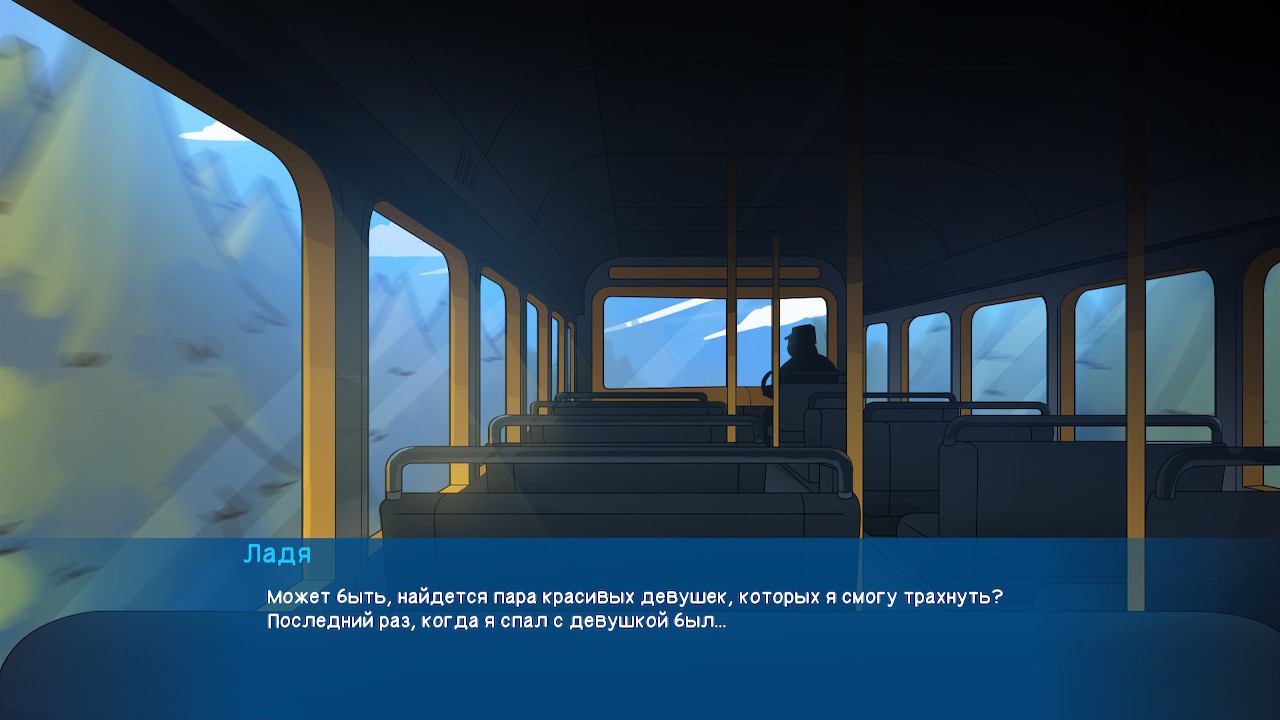 Ладя
Может быть, найдется пара красивых девушек, которых я смогу трахнуть?
Последний раз, когда я спал с девушкой был...